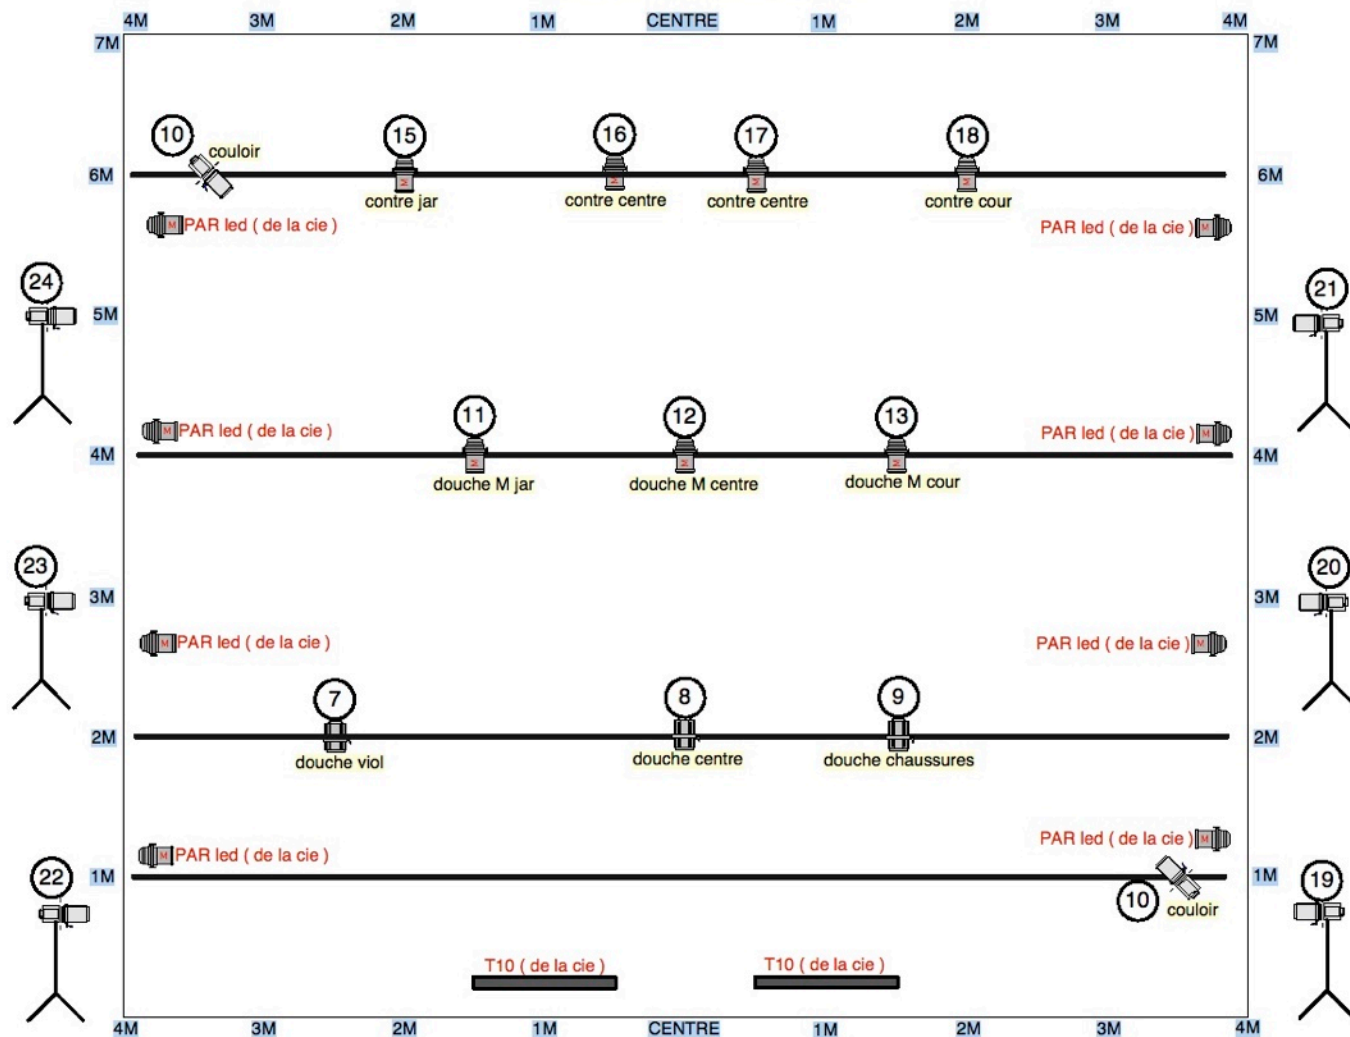 4M 3M 2M 1M CENTRE 1M 2M 3M 4M
7M 7M
10 15 16 17 18
couloir
6M 6M
contre jar contre centre contre centre contre cour
M PAR led ( de la cie ) PAR led ( de la cie ) M
24 21
5M 5M
11 12 13
M PAR led ( de la cie ) PAR led ( de la cie ) M
4M 4M
douche M jar douche M centre douche M cour
23 20
3M 3M
M PAR led ( de la cie ) PAR led ( de la cie ) M
7 8 9
2M 2M
douche viol douche centre douche chaussures
PAR led ( de la cie ) M
M PAR led ( de la cie )
22 1M 1M 19
10 couloir
T10 ( de la cie ) T10 ( de la cie )
4M 3M 2M 1M CENTRE 1M 2M 3M 4M